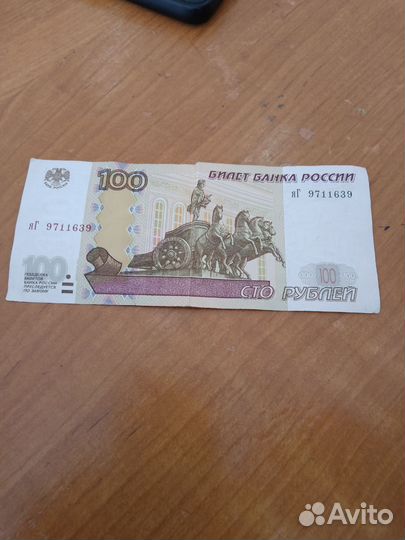 100
БИЛЕТ БАНКА РОССИИ
яГ 9711639
яГ 9711639
100
ПОДДЕЛКА
БИЛЕТОВ
БАНКА РОССИИ
ПРЕСЛЕДУЕТСЯ
ПО ЗАКОНУ
100
СТО РУБЛЕЙ
Avito